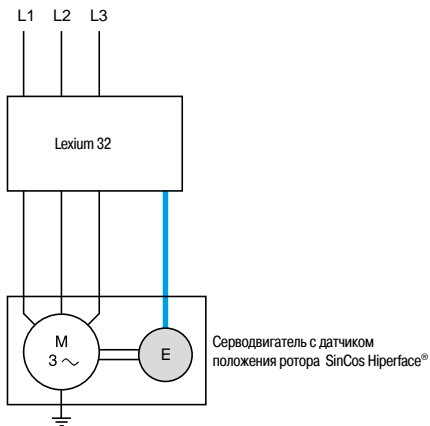 L1 L2 L3
Lexium 32
M
3 ~
E
Серводвигатель с датчиком
положения ротора SinCos Hiperface®